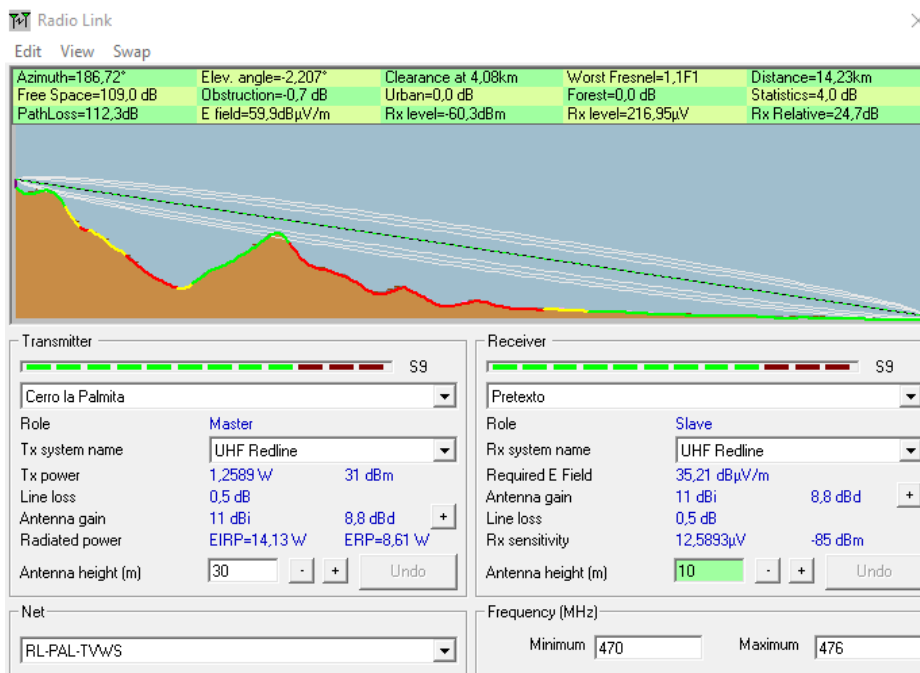 Radio Link
Edit View Swap
Azimuth=186,72° Elev. angle=-2,207° Clearance at 4,08km Worst Fresnel=1,1F1 Distance=14,23km
Free Space=109,0 dB Obstruction=-0,7 dB Urban=0,0 dB Forest=0,0 dB Statistics=4,0 dB
PathLoss=112,3dB E field=59,9dBµV/m Rx level=-60,3dBm Rx level=216,95µV Rx Relative=24,7dB
Transmitter
S9
Cerro la Palmita
Role Master
Tx system name UHF Redline
Tx power 1,2589 W 31 dBm
Line loss 0,5 dB
Antenna gain 11 dBi 8,8 dBd +
Radiated power EIRP=14,13 W ERP=8,61 W
Antenna height (m) 30 - + Undo
Receiver
S9
Pretexto
Role Slave
Rx system name UHF Redline
Required E Field 35,21 dBµV/m
Antenna gain 11 dBi 8,8 dBd +
Line loss 0,5 dB
Rx sensitivity 12,5893µV -85 dBm
Antenna height (m) 10 - + Undo
Net
RL-PAL-TVWS
Frequency (MHz)
Minimum 470 Maximum 476